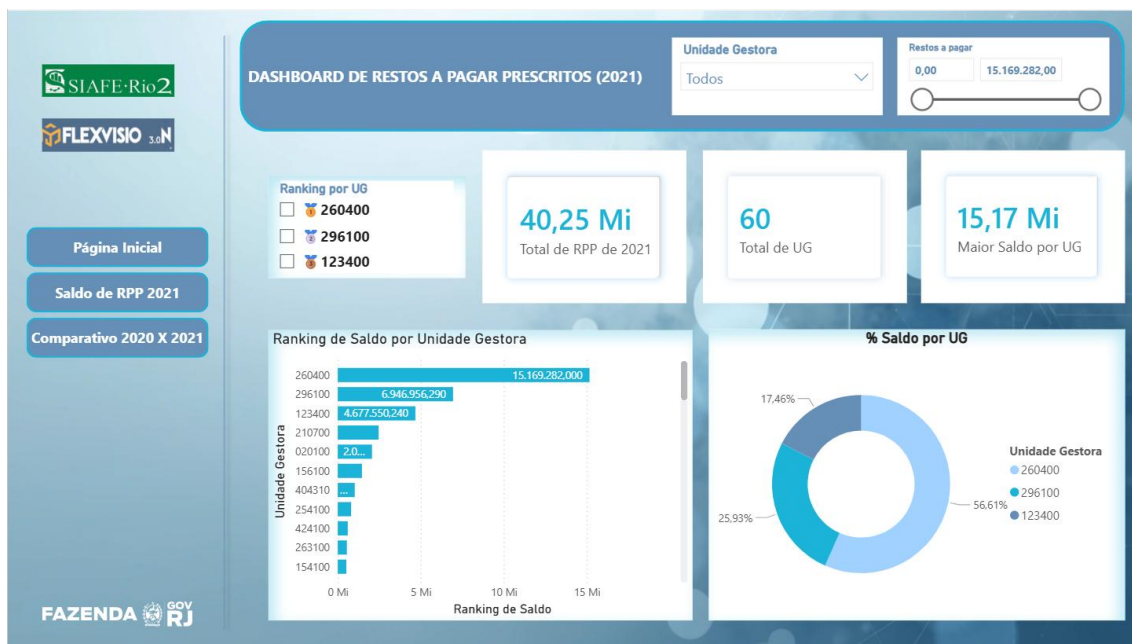 SIAFE·Rio2
FLEXVISIO 3.0N
Página Inicial
Saldo de RPP 2021
Comparativo 2020 X 2021
FAZENDA GOV RJ
DASHBOARD DE RESTOS A PAGAR PRESCRITOS (2021)
Unidade Gestora
Todos
Restos a pagar
0,00 15.169.282,00
Ranking por UG
1 260400
2 296100
3 123400
40,25 Mi
Total de RPP de 2021
60
Total de UG
15,17 Mi
Maior Saldo por UG
Ranking de Saldo por Unidade Gestora
Unidade Gestora
260400 15.169.282,000
296100 6.946.956,290
123400 4.677.550,240
210700
020100 2.0...
156100
404310 ...
254100
424100
263100
154100
0 Mi 5 Mi 10 Mi 15 Mi
Ranking de Saldo
% Saldo por UG
17,46%
25,93%
56,61%
Unidade Gestora
260400
296100
123400